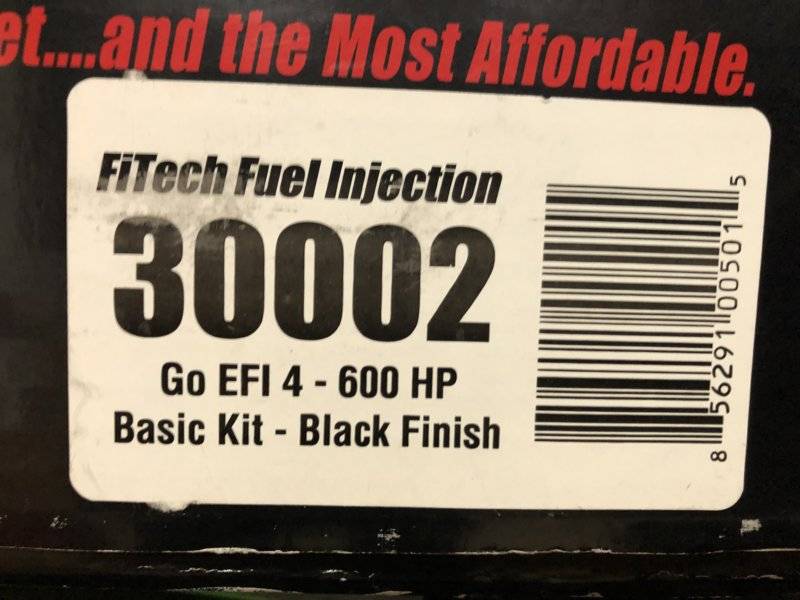 et....and the Most Affordable.
FiTech Fuel Injection
30002
Go EFI 4 - 600 HP
Basic Kit - Black Finish
8 56291 00501 5